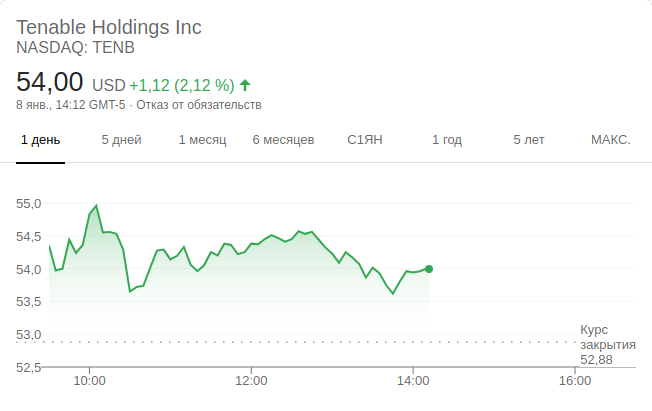 Tenable Holdings Inc
NASDAQ: TENB
54,00 USD +1,12 (2,12 %)
8 янв., 14:12 GMT-5 · Отказ от обязательств
1 день 5 дней 1 месяц 6 месяцев С1ЯН 1 год 5 лет МАКС.
55,0
54,5
54,0
53,5
53,0
52,5
Курс
закрытия
52,88
10:00 12:00 14:00 16:00